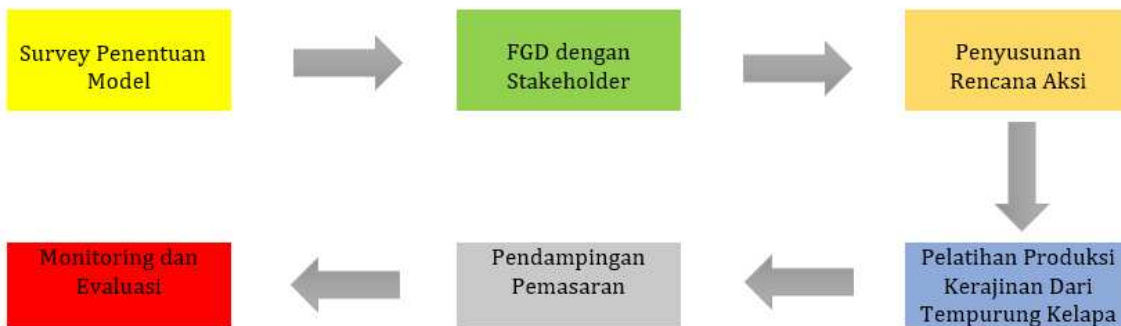 Survey Penentuan
Model
FGD dengan
Stakeholder
Penyusunan
Rencana Aksi
Pelatihan Produksi
Kerajinan Dari
Tempurung Kelapa
Pendampingan
Pemasaran
Monitoring dan
Evaluasi